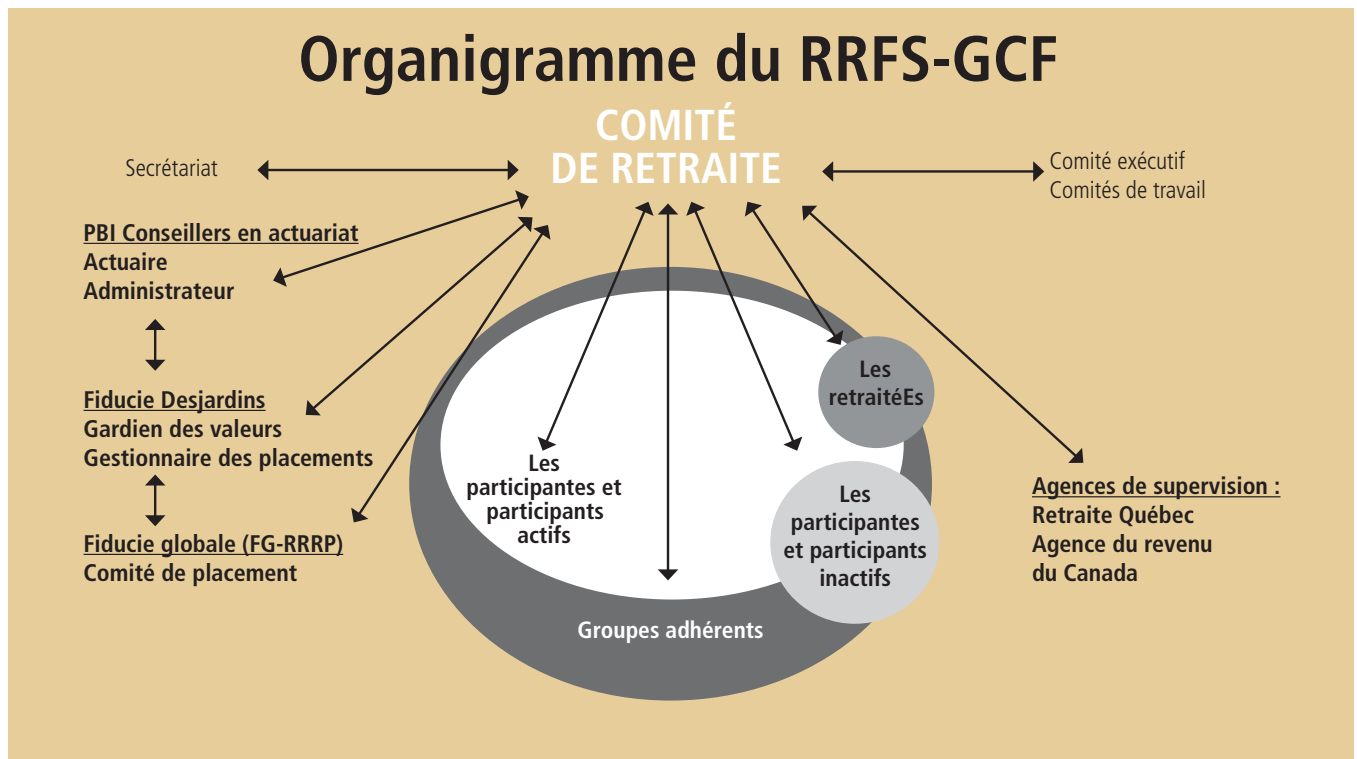 Organigramme du RRFS-GCF
COMITÉ
DE RETRAITE
Secrétariat
Comité exécutif
Comités de travail
PBI Conseillers en actuariat
Actuaire
Administrateur
Fiducie Desjardins
Gardien des valeurs
Gestionnaire des placements
Fiducie globale (FG-RRRP)
Comité de placement
Les
participantes et
participants
actifs
Les
retraitéEs
Les
participantes
et participants
inactifs
Groupes adhérents
Agences de supervision :
Retraite Québec
Agence du revenu
du Canada